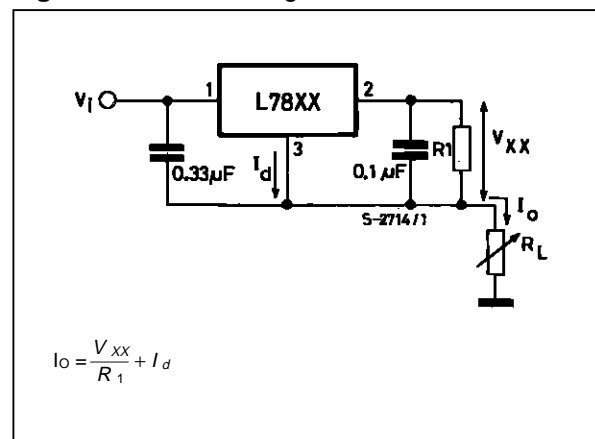 1
L78XX
2
Vi
3
0.33µF
Id
0,1µF
R1
VXX
S-2714/1
Io
RL
IO = VXX / R1 + Id